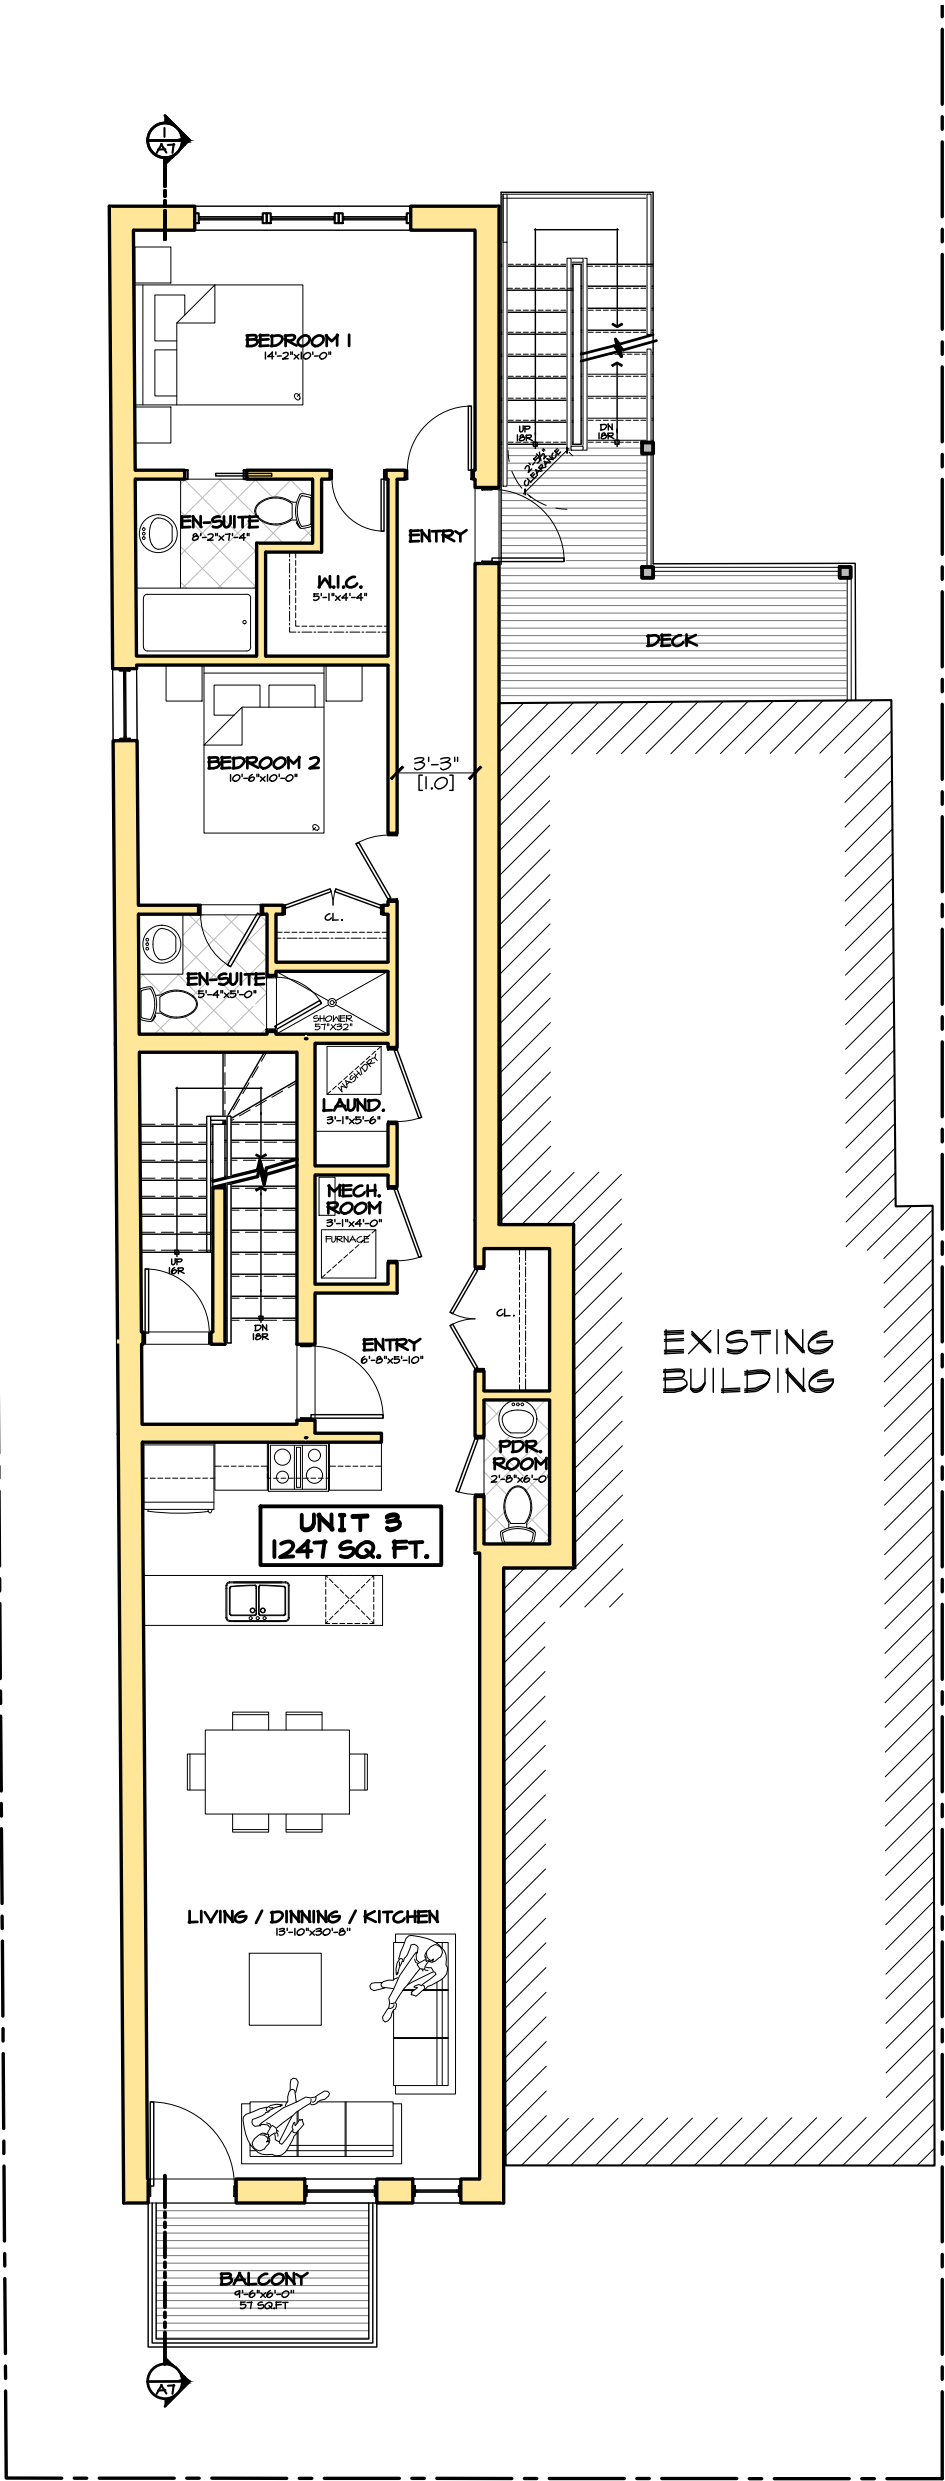 1
A7
BEDROOM 1
14'-2"x10'-0"
UP
18R
DN
18R
2'-5½"
CLEARANCE
EN-SUITE
8'-2"x7'-4"
ENTRY
W.I.C.
5'-1"x4'-4"
DECK
BEDROOM 2
10'-6"x10'-0"
3'-3"
[1.0]
CL.
EN-SUITE
5'-4"x5'-0"
SHOWER
57"X32"
WASH/DRY
LAUND.
3'-1"x5'-6"
MECH.
ROOM
3'-1"x4'-0"
FURNACE
UP
16R
DN
18R
CL.
ENTRY
6'-8"x5'-10"
EXISTING
BUILDING
PDR.
ROOM
2'-8"x6'-0"
UNIT 3
1247 SQ. FT.
LIVING / DINNING / KITCHEN
13'-10"x30'-8"
BALCONY
9'-6"x6'-0"
57 SQ.FT
A7